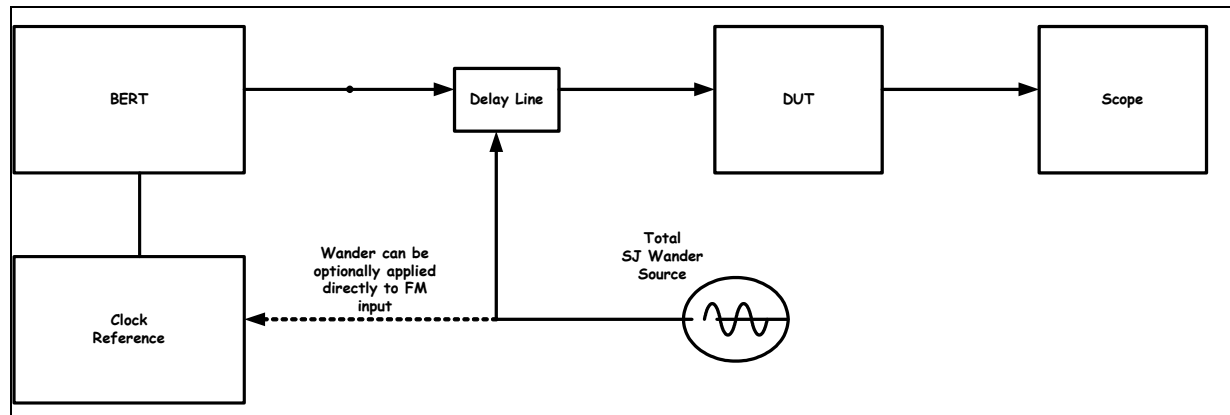 BERT
Delay Line
DUT
Scope
Wander can be
optionally applied
directly to FM
input
Total
SJ Wander
Source
Clock
Reference